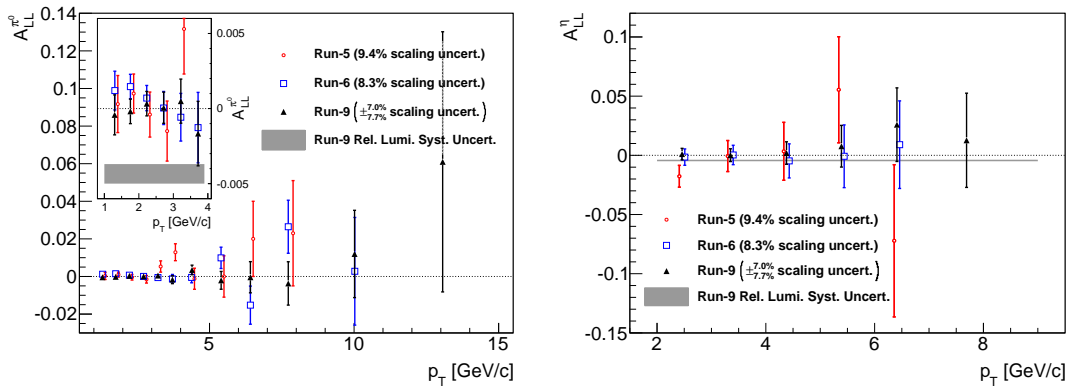 A_LL^π⁰
0.14
0.12
0.1
0.08
0.06
0.04
0.02
0
-0.02
0.005
0
-0.005
A_LL^π⁰
1 2 3 4
p_T [GeV/c]
Run-5 (9.4% scaling uncert.)
Run-6 (8.3% scaling uncert.)
Run-9 (±^7.0%_7.7% scaling uncert.)
Run-9 Rel. Lumi. Syst. Uncert.
5 10 15
p_T [GeV/c]
A_LL^η
0.1
0.05
0
-0.05
-0.1
-0.15
Run-5 (9.4% scaling uncert.)
Run-6 (8.3% scaling uncert.)
Run-9 (±^7.0%_7.7% scaling uncert.)
Run-9 Rel. Lumi. Syst. Uncert.
2 4 6 8
p_T [GeV/c]